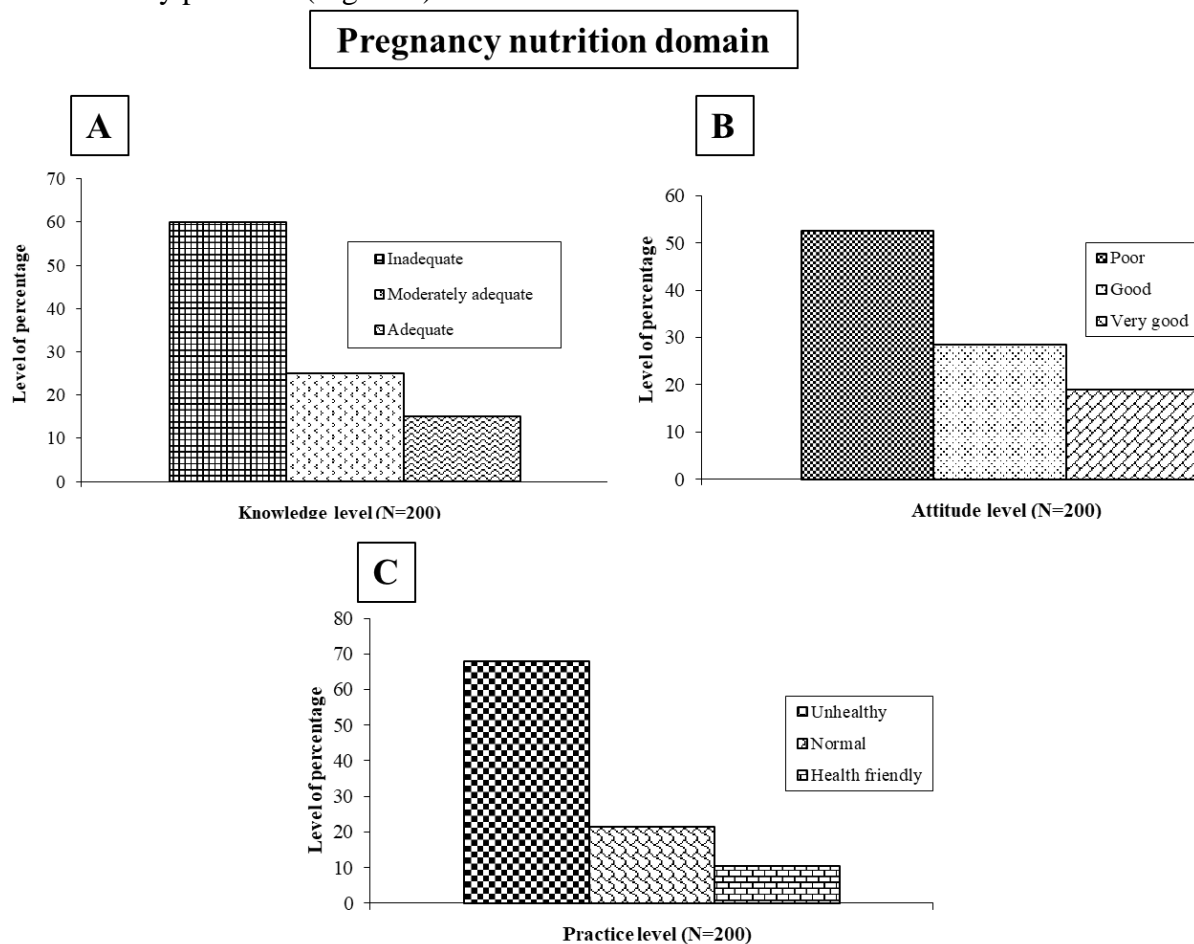 Pregnancy nutrition domain
A
70
60
50
40
30
20
10
0
Level of percentage
Inadequate
Moderately adequate
Adequate
Knowledge level (N=200)
B
60
50
40
30
20
10
0
Level of percentage
Poor
Good
Very good
Attitude level (N=200)
C
80
70
60
50
40
30
20
10
0
Level of percentage
Unhealthy
Normal
Health friendly
Practice level (N=200)